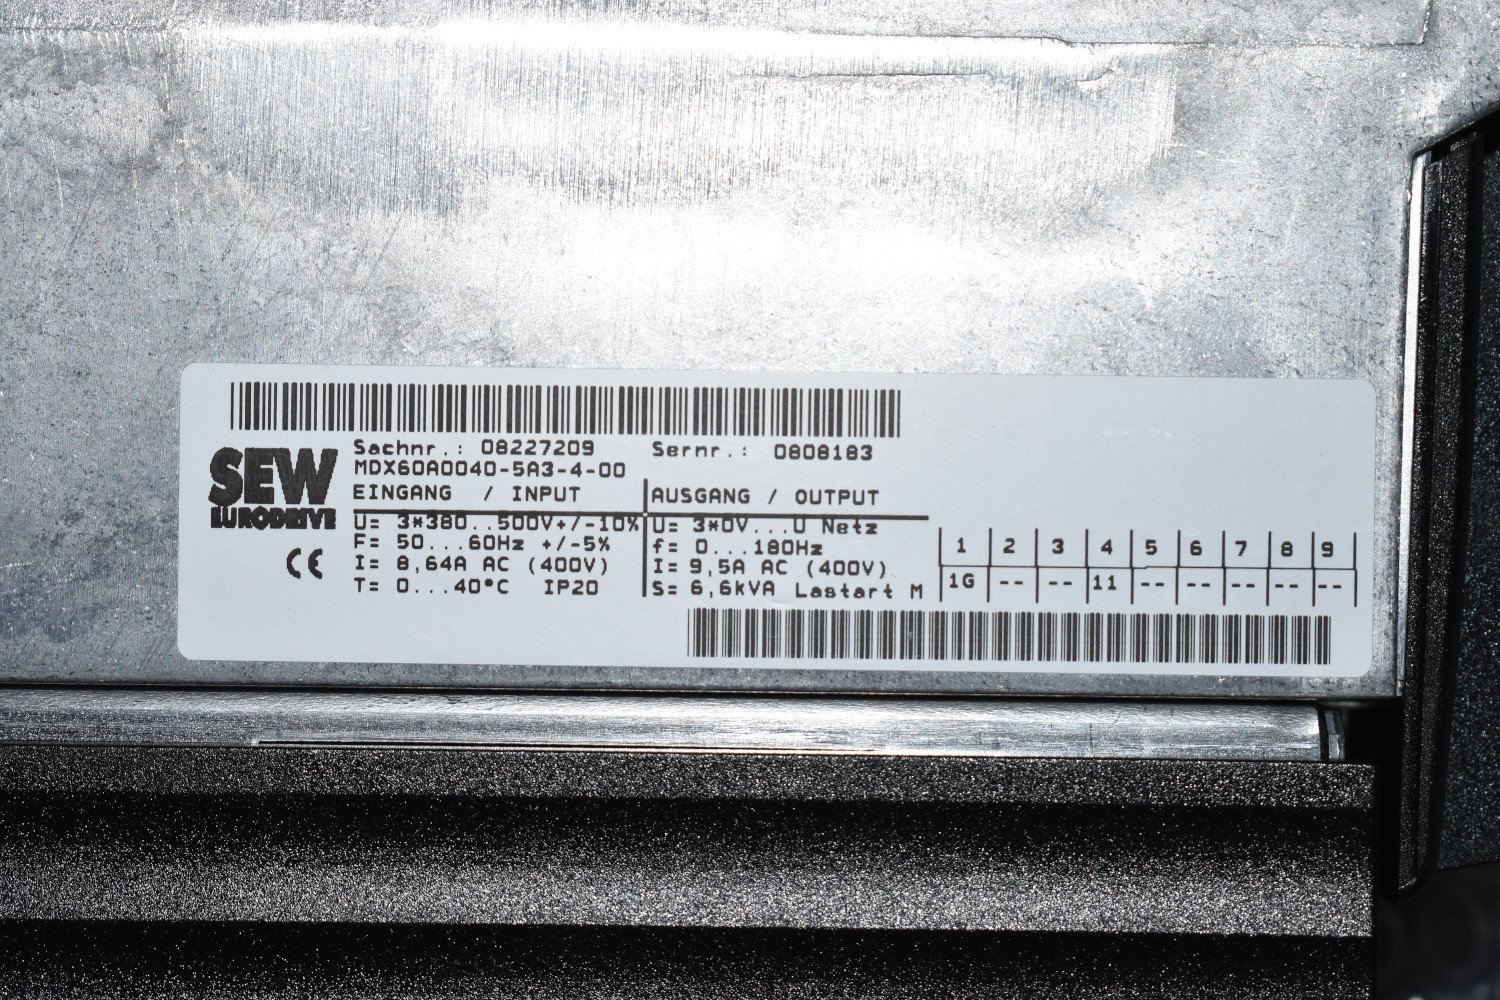 Sachnr.: 08227209 Sernr.: 0808183
MDX60A0040-5A3-4-00
SEW
EURODRIVE
CE
EINGANG / INPUT
U= 3*380..500V+/-10%
F= 50...60Hz +/-5%
I= 8,64A AC (400V)
T= 0...40°C IP20
AUSGANG / OUTPUT
U= 3*0V...U Netz
f= 0...180Hz
I= 9,5A AC (400V)
S= 6,6kVA Lastart M
1 2 3 4 5 6 7 8 9
1G -- -- 11 -- -- -- -- --